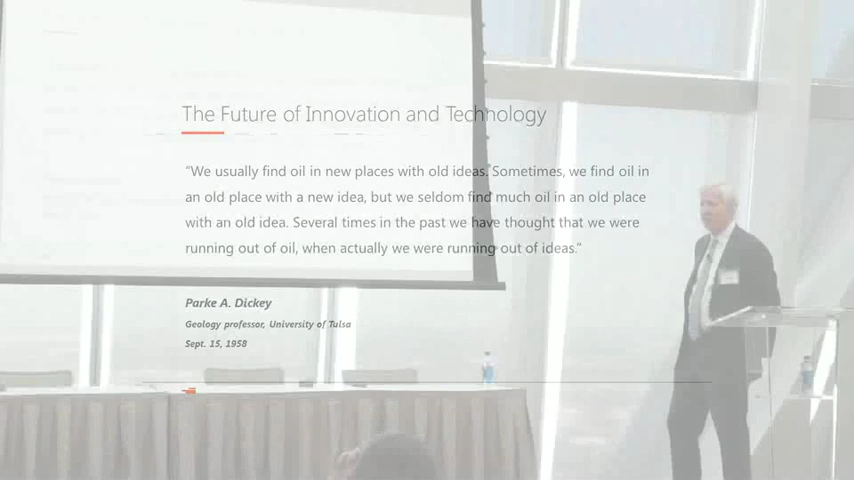 The Future of Innovation and Technology
“We usually find oil in new places with old ideas. Sometimes, we find oil in
an old place with a new idea, but we seldom find much oil in an old place
with an old idea. Several times in the past we have thought that we were
running out of oil, when actually we were running out of ideas.”
Parke A. Dickey
Geology professor, University of Tulsa
Sept. 15, 1958